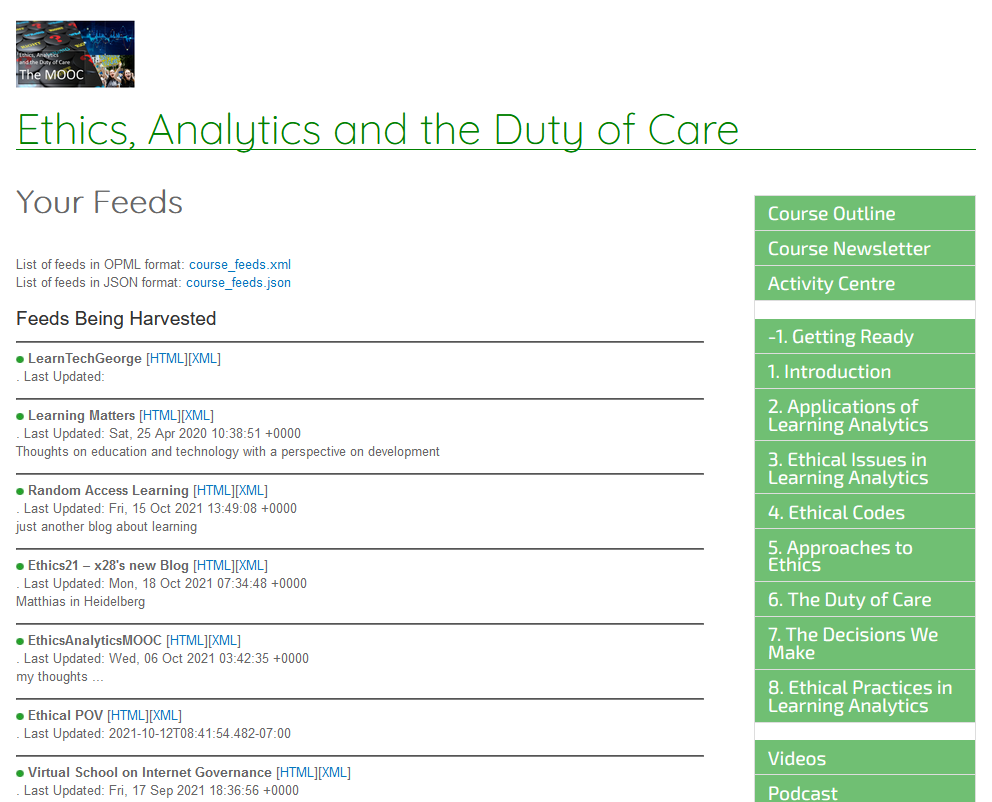 Ethics, Analytics
and the Duty of Care
The MOOC
Ethics, Analytics and the Duty of Care
Your Feeds
List of feeds in OPML format: course_feeds.xml
List of feeds in JSON format: course_feeds.json
Feeds Being Harvested
LearnTechGeorge [HTML][XML]
. Last Updated:
Learning Matters [HTML][XML]
. Last Updated: Sat, 25 Apr 2020 10:38:51 +0000
Thoughts on education and technology with a perspective on development
Random Access Learning [HTML][XML]
. Last Updated: Fri, 15 Oct 2021 13:49:08 +0000
just another blog about learning
Ethics21 – x28's new Blog [HTML][XML]
. Last Updated: Mon, 18 Oct 2021 07:34:48 +0000
Matthias in Heidelberg
EthicsAnalyticsMOOC [HTML][XML]
. Last Updated: Wed, 06 Oct 2021 03:42:35 +0000
my thoughts ...
Ethical POV [HTML][XML]
. Last Updated: 2021-10-12T08:41:54.482-07:00
Virtual School on Internet Governance [HTML][XML]
. Last Updated: Fri, 17 Sep 2021 18:36:56 +0000
Course Outline
Course Newsletter
Activity Centre
-1. Getting Ready
1. Introduction
2. Applications of
Learning Analytics
3. Ethical Issues in
Learning Analytics
4. Ethical Codes
5. Approaches to
Ethics
6. The Duty of Care
7. The Decisions We
Make
8. Ethical Practices in
Learning Analytics
Videos
Podcast